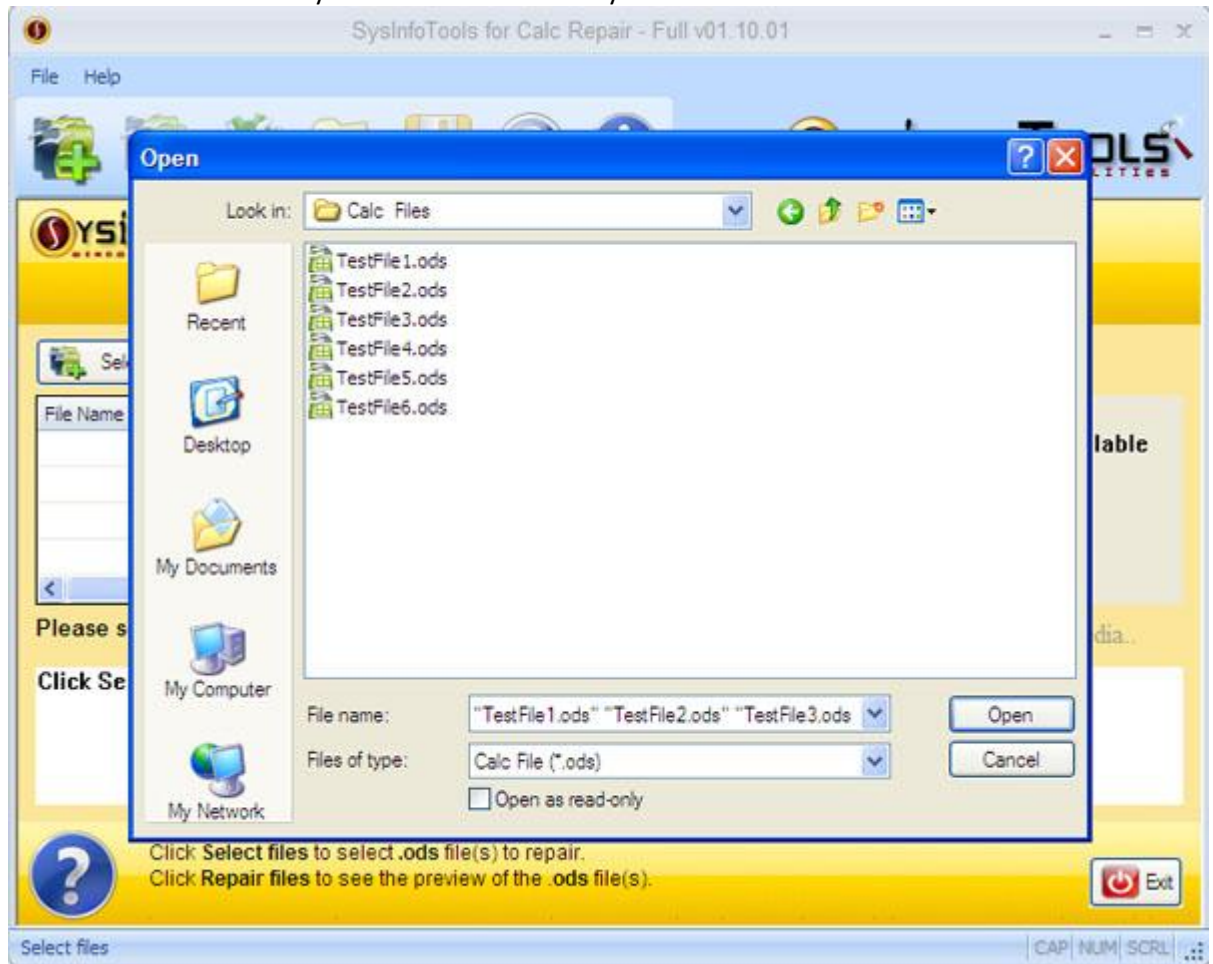 SysInfoTools for Calc Repair - Full v01.10.01
File Help
Open
Look in: Calc Files
TestFile1.ods
TestFile2.ods
TestFile3.ods
TestFile4.ods
TestFile5.ods
TestFile6.ods
Recent
Desktop
My Documents
My Computer
My Network
File name: "TestFile1.ods" "TestFile2.ods" "TestFile3.ods
Open
Files of type: Calc File (*.ods)
Cancel
Open as read-only
File Name
lable
Please s
dia..
Click Se
Click Select files to select .ods file(s) to repair.
Click Repair files to see the preview of the .ods file(s).
Exit
Select files
CAP NUM SCRL